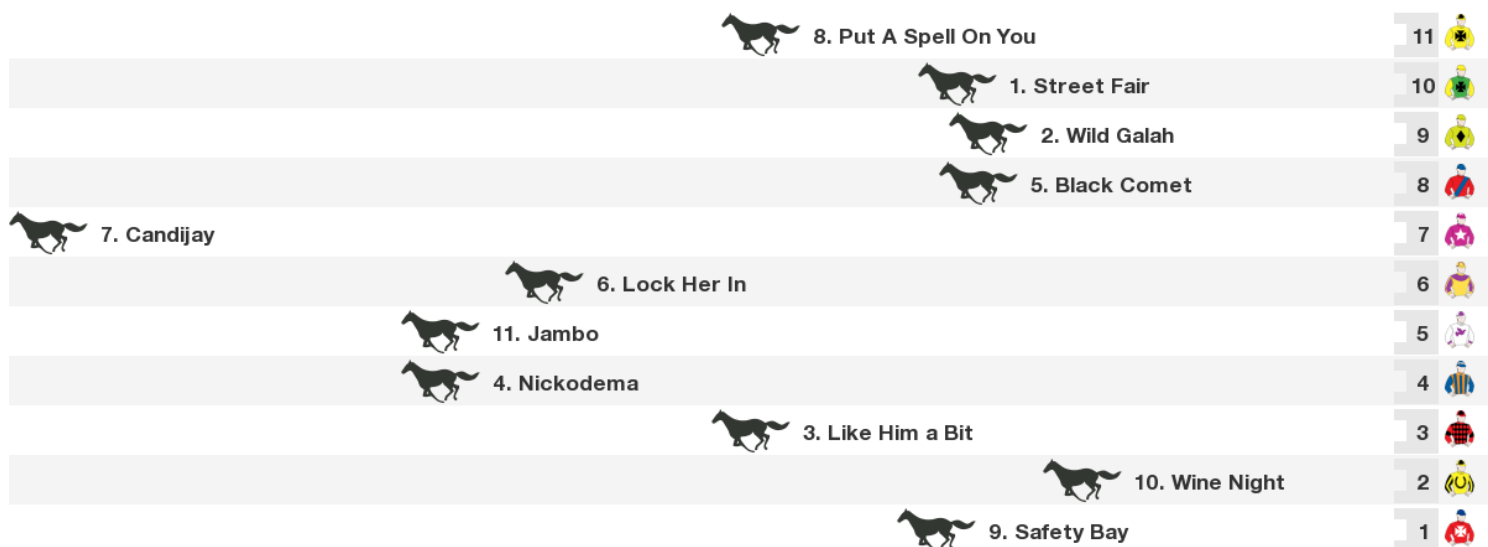 8. Put A Spell On You 11
1. Street Fair 10
2. Wild Galah 9
5. Black Comet 8
7. Candijay 7
6. Lock Her In 6
11. Jambo 5
4. Nickodema 4
3. Like Him a Bit 3
10. Wine Night 2
9. Safety Bay 1